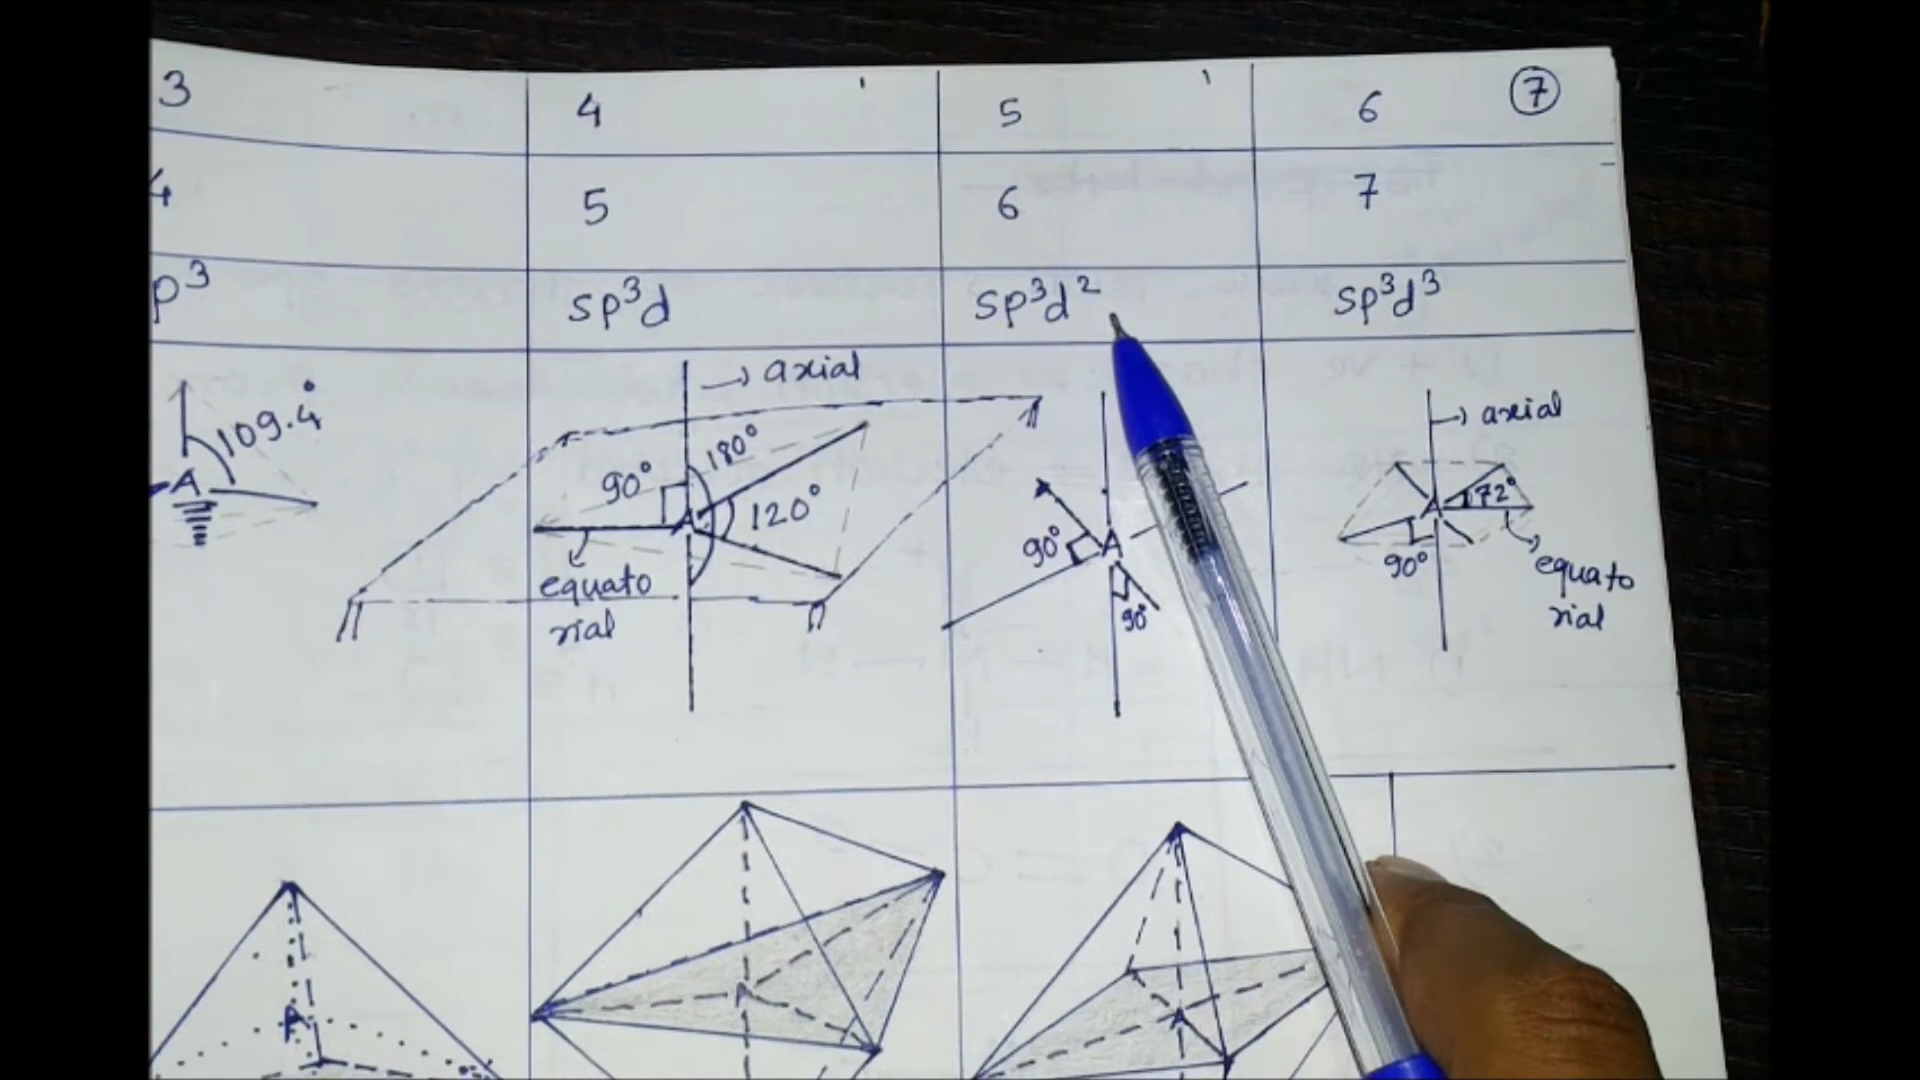 3 4 5 6 7
4 5 6 7
p³ sp³d sp³d² sp³d³
109.4°
A
→ axial
180°
90°
120°
A
equato
rial
90°
A
90°
→ axial
72°
A
90°
equato
rial
A
A
A